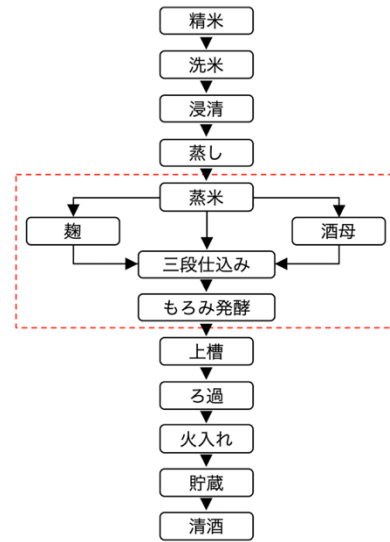 精米
洗米
浸清
蒸し
蒸米
麹
酒母
三段仕込み
もろみ発酵
上槽
ろ過
火入れ
貯蔵
清酒